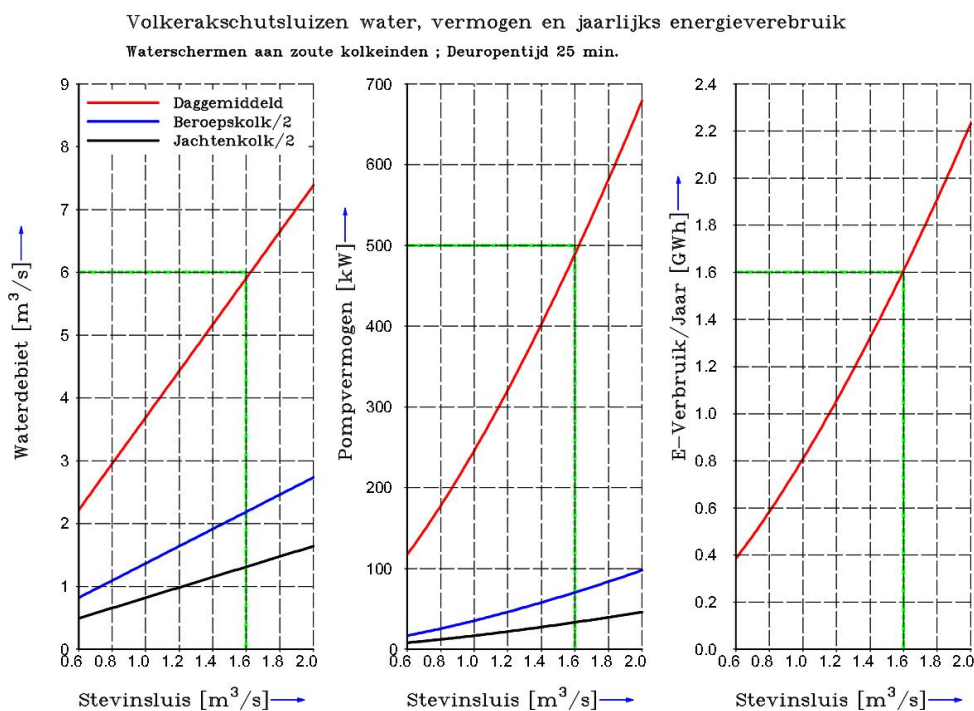 Volkerakschutsluizen water, vermogen en jaarlijks energieverebruik
Waterschermen aan zoute kolkeinden ; Deuropentijd 25 min.
Waterdebiet [m³/s]
9
8
7
6
5
4
3
2
1
0
Daggemiddeld
Beroepskolk/2
Jachtenkolk/2
0.6 0.8 1.0 1.2 1.4 1.6 1.8 2.0
Stevinsluis [m³/s]
Pompvermogen [kW]
700
600
500
400
300
200
100
0
0.6 0.8 1.0 1.2 1.4 1.6 1.8 2.0
Stevinsluis [m³/s]
E-Verbruik/Jaar [GWh]
2.4
2.2
2.0
1.8
1.6
1.4
1.2
1.0
0.8
0.6
0.4
0.2
0.0
0.6 0.8 1.0 1.2 1.4 1.6 1.8 2.0
Stevinsluis [m³/s]